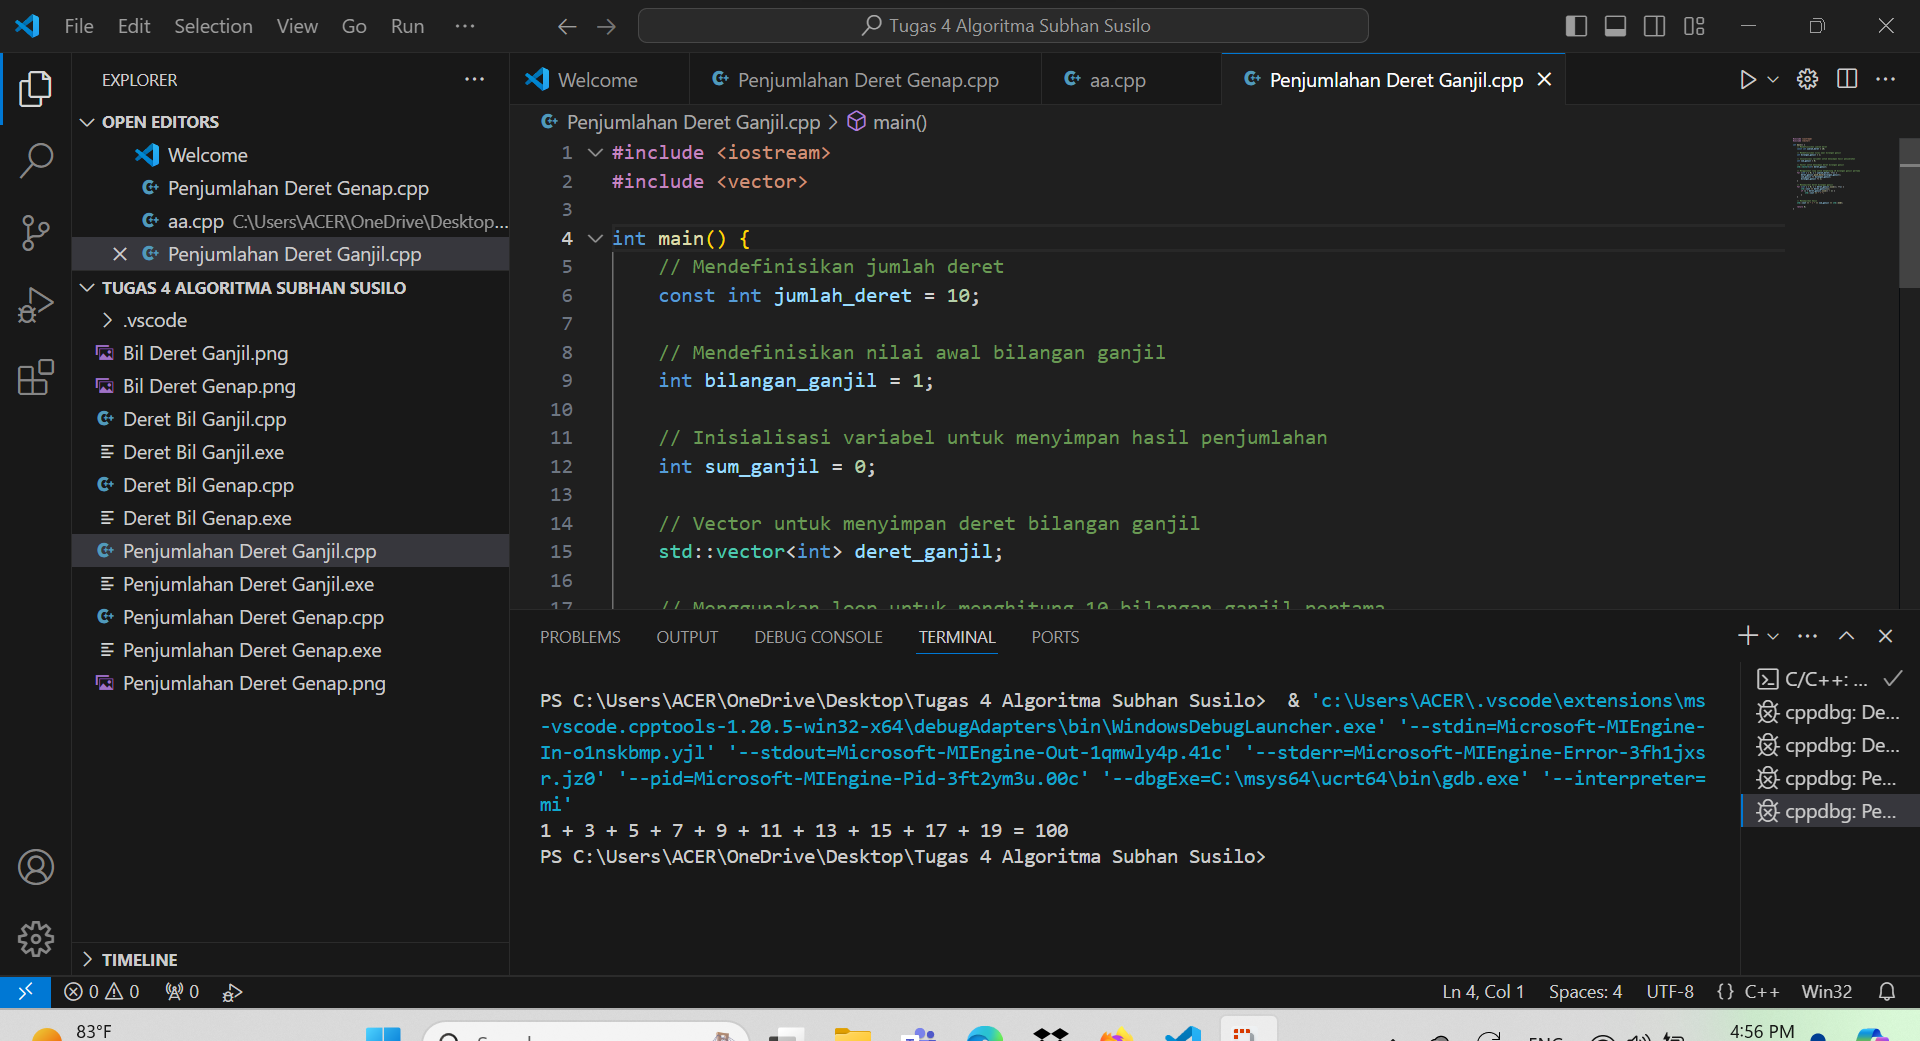 File Edit Selection View Go Run ···
Tugas 4 Algoritma Subhan Susilo
EXPLORER
OPEN EDITORS
Welcome
Penjumlahan Deret Genap.cpp
aa.cpp C:\Users\ACER\OneDrive\Desktop...
Penjumlahan Deret Ganjil.cpp
TUGAS 4 ALGORITMA SUBHAN SUSILO
.vscode
Bil Deret Ganjil.png
Bil Deret Genap.png
Deret Bil Ganjil.cpp
Deret Bil Ganjil.exe
Deret Bil Genap.cpp
Deret Bil Genap.exe
Penjumlahan Deret Ganjil.cpp
Penjumlahan Deret Ganjil.exe
Penjumlahan Deret Genap.cpp
Penjumlahan Deret Genap.exe
Penjumlahan Deret Genap.png
TIMELINE
Welcome Penjumlahan Deret Genap.cpp aa.cpp Penjumlahan Deret Ganjil.cpp
Penjumlahan Deret Ganjil.cpp > main()
1 #include <iostream>
2 #include <vector>
3
4 int main() {
5 // Mendefinisikan jumlah deret
6 const int jumlah_deret = 10;
7
8 // Mendefinisikan nilai awal bilangan ganjil
9 int bilangan_ganjil = 1;
10
11 // Inisialisasi variabel untuk menyimpan hasil penjumlahan
12 int sum_ganjil = 0;
13
14 // Vector untuk menyimpan deret bilangan ganjil
15 std::vector<int> deret_ganjil;
16
17 // Menggunakan loop untuk menghitung 10 bilangan ganjil pertama
PROBLEMS OUTPUT DEBUG CONSOLE TERMINAL PORTS
PS C:\Users\ACER\OneDrive\Desktop\Tugas 4 Algoritma Subhan Susilo>  & 'c:\Users\ACER\.vscode\extensions\ms
-vscode.cpptools-1.20.5-win32-x64\debugAdapters\bin\WindowsDebugLauncher.exe' '--stdin=Microsoft-MIEngine-
In-o1nskbmp.yjl' '--stdout=Microsoft-MIEngine-Out-1qmwly4p.41c' '--stderr=Microsoft-MIEngine-Error-3fh1jxs
r.jz0' '--pid=Microsoft-MIEngine-Pid-3ft2ym3u.00c' '--dbgExe=C:\msys64\ucrt64\bin\gdb.exe' '--interpreter=
mi'
1 + 3 + 5 + 7 + 9 + 11 + 13 + 15 + 17 + 19 = 100
PS C:\Users\ACER\OneDrive\Desktop\Tugas 4 Algoritma Subhan Susilo>
C/C++: ...
cppdbg: De...
cppdbg: De...
cppdbg: Pe...
cppdbg: Pe...
0 0 0
Ln 4, Col 1 Spaces: 4 UTF-8 {} C++ Win32
83°F
4:56 PM